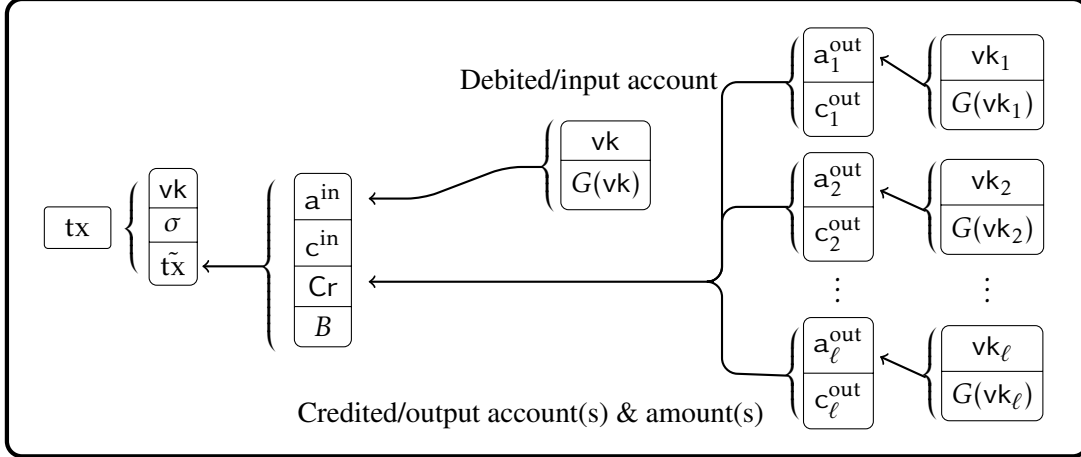 Debited/input account
tx
vk
σ
t̃x
aⁱⁿ
cⁱⁿ
Cr
B
vk
G(vk)
a₁ᵒᵘᵗ
c₁ᵒᵘᵗ
vk₁
G(vk₁)
a₂ᵒᵘᵗ
c₂ᵒᵘᵗ
vk₂
G(vk₂)
⋮
⋮
a_ℓᵒᵘᵗ
c_ℓᵒᵘᵗ
vk_ℓ
G(vk_ℓ)
Credited/output account(s) & amount(s)